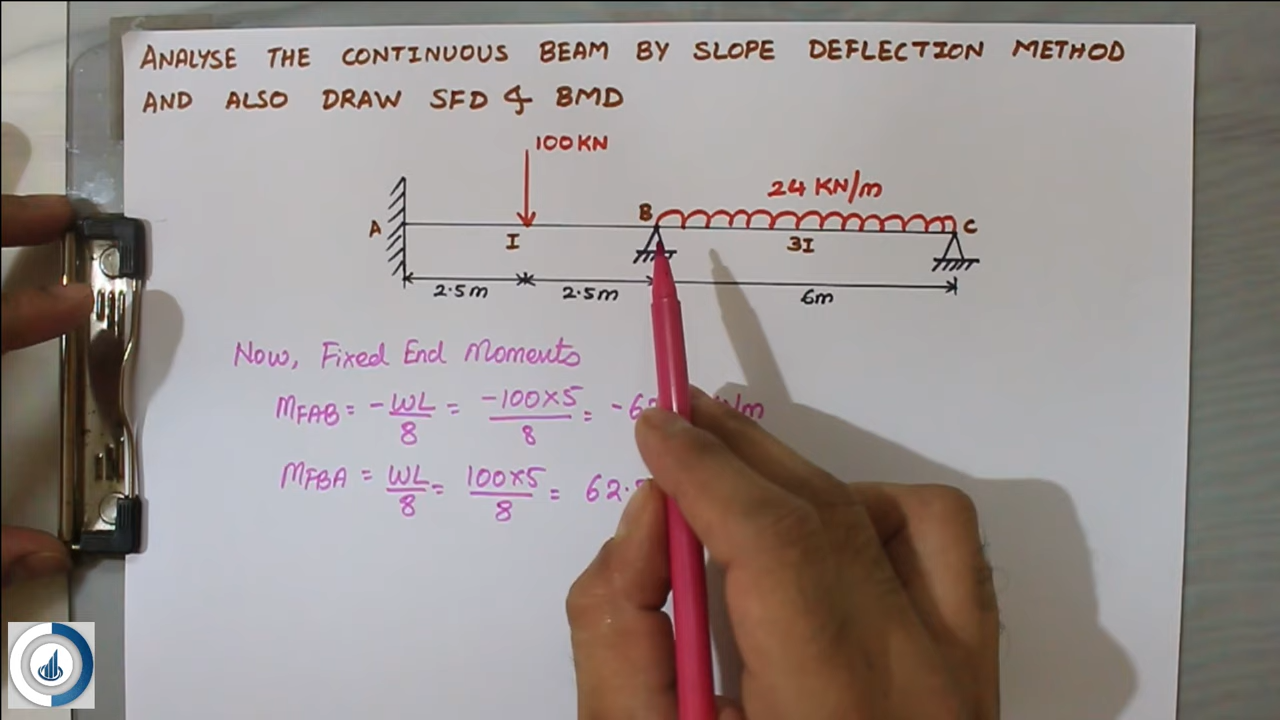 ANALYSE THE CONTINUOUS BEAM BY SLOPE DEFLECTION METHOD
AND ALSO DRAW SFD & BMD
100 KN
24 KN/m
A
B
C
I
3I
2.5m
2.5m
6m
Now, Fixed End Moments
MFAB = -WL/8 = -100×5/8 =
MFBA = WL/8 = 100×5/8 =